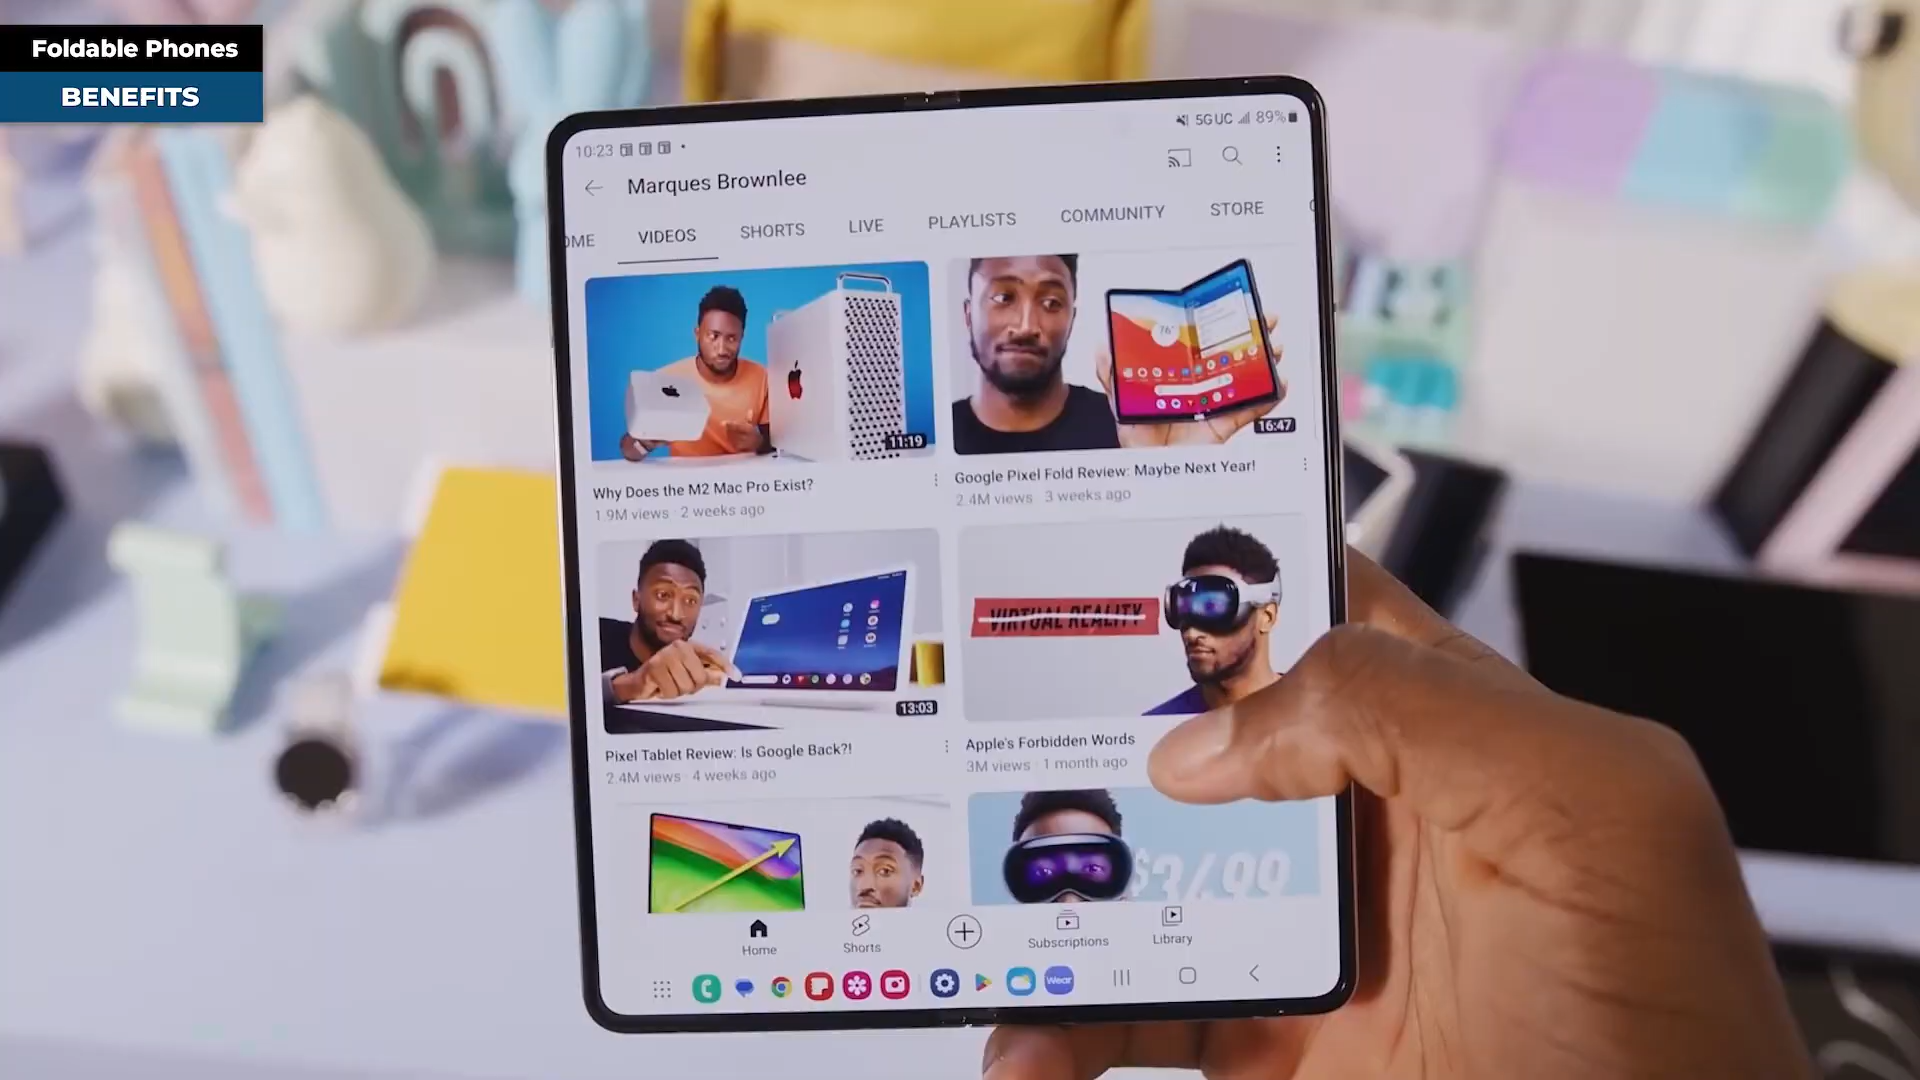 Foldable Phones
BENEFITS
10:23
5G UC 89%
Marques Brownlee
OME VIDEOS SHORTS LIVE PLAYLISTS COMMUNITY STORE
11:19
16:47
Why Does the M2 Mac Pro Exist?
1.9M views · 2 weeks ago
Google Pixel Fold Review: Maybe Next Year!
2.4M views · 3 weeks ago
76°
13:03
VIRTUAL REALITY
Pixel Tablet Review: Is Google Back?!
2.4M views · 4 weeks ago
Apple's Forbidden Words
3M views · 1 month ago
Home
Shorts
Subscriptions
Library
Wear